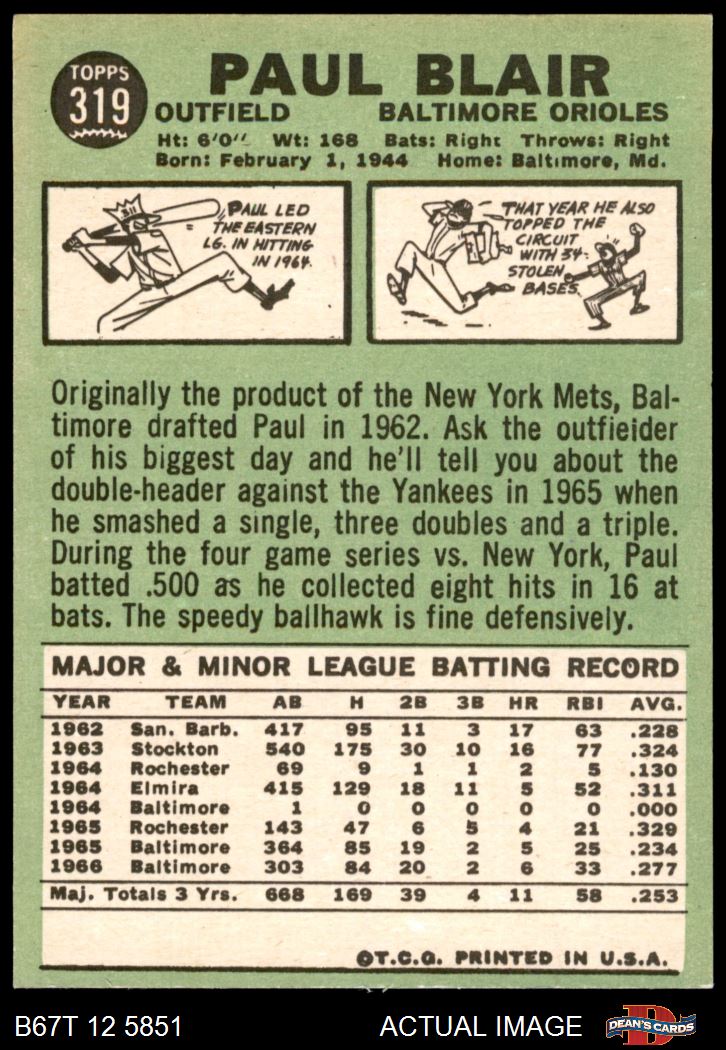 TOPPS
319
PAUL BLAIR
OUTFIELD BALTIMORE ORIOLES
Ht: 6'0" Wt: 168 Bats: Right Throws: Right
Born: February 1, 1944 Home: Baltimore, Md.
PAUL LED
THE EASTERN
LG. IN HITTING
IN 1964.
THAT YEAR HE ALSO
TOPPED THE
CIRCUIT
WITH 34
STOLEN
BASES.
Originally the product of the New York Mets, Bal-
timore drafted Paul in 1962. Ask the outfieider
of his biggest day and he'll tell you about the
double-header against the Yankees in 1965 when
he smashed a single, three doubles and a triple.
During the four game series vs. New York, Paul
batted .500 as he collected eight hits in 16 at
bats. The speedy ballhawk is fine defensively.
MAJOR & MINOR LEAGUE BATTING RECORD
YEAR TEAM AB H 2B 3B HR RBI AVG.
1962 San. Barb. 417 95 11 3 17 63 .228
1963 Stockton 540 175 30 10 16 77 .324
1964 Rochester 69 9 1 1 2 5 .130
1964 Elmira 415 129 18 11 5 52 .311
1964 Baltimore 1 0 0 0 0 0 .000
1965 Rochester 143 47 6 5 4 21 .329
1965 Baltimore 364 85 19 2 5 25 .234
1966 Baltimore 303 84 20 2 6 33 .277
Maj. Totals 3 Yrs. 668 169 39 4 11 58 .253
©T.C.G. PRINTED IN U.S.A.
B67T 12 5851 ACTUAL IMAGE D DEAN'S CARDS